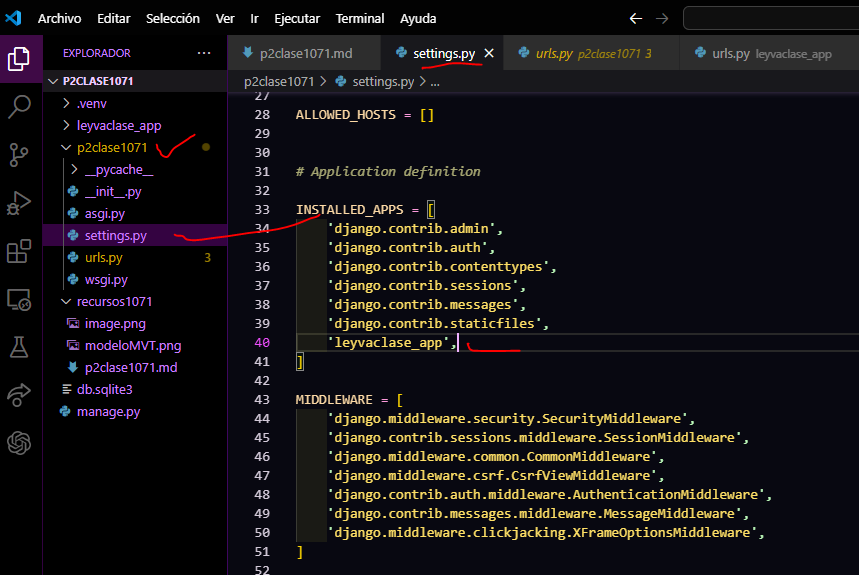 Archivo Editar Selección Ver Ir Ejecutar Terminal Ayuda
EXPLORADOR ...
p2clase1071.md settings.py urls.py p2clase1071 3 urls.py leyvaclase_app
P2CLASE1071
p2clase1071 > settings.py > ...
.venv
leyvaclase_app
p2clase1071
__pycache__
__init__.py
asgi.py
settings.py
urls.py 3
wsgi.py
recursos1071
image.png
modeloMVT.png
p2clase1071.md
db.sqlite3
manage.py
27
28 ALLOWED_HOSTS = []
29
30
31 # Application definition
32
33 INSTALLED_APPS = [
34 'django.contrib.admin',
35 'django.contrib.auth',
36 'django.contrib.contenttypes',
37 'django.contrib.sessions',
38 'django.contrib.messages',
39 'django.contrib.staticfiles',
40 'leyvaclase_app',
41 ]
42
43 MIDDLEWARE = [
44 'django.middleware.security.SecurityMiddleware',
45 'django.contrib.sessions.middleware.SessionMiddleware',
46 'django.middleware.common.CommonMiddleware',
47 'django.middleware.csrf.CsrfViewMiddleware',
48 'django.contrib.auth.middleware.AuthenticationMiddleware',
49 'django.contrib.messages.middleware.MessageMiddleware',
50 'django.middleware.clickjacking.XFrameOptionsMiddleware',
51 ]
52